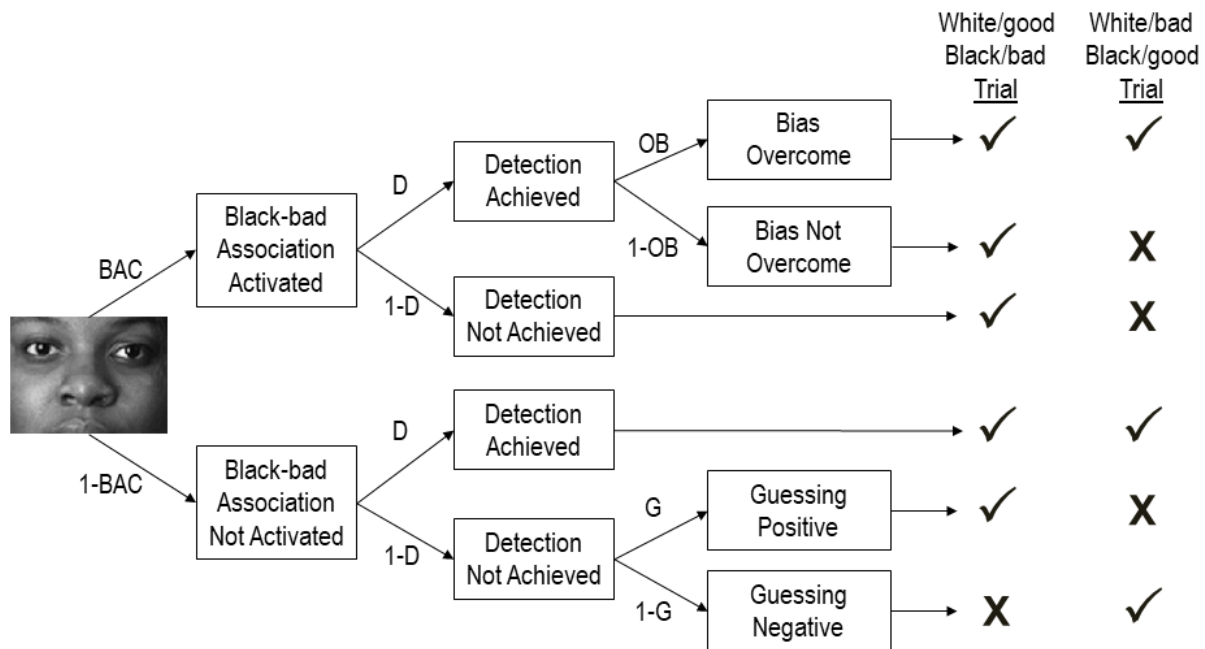 White/good
Black/bad
Trial
White/bad
Black/good
Trial
OB
Bias
Overcome
D
Detection
Achieved
Black-bad
Association
Activated
1-OB
Bias Not
Overcome
BAC
1-D
Detection
Not Achieved
D
Detection
Achieved
1-BAC
Black-bad
Association
Not Activated
G
Guessing
Positive
1-D
Detection
Not Achieved
1-G
Guessing
Negative